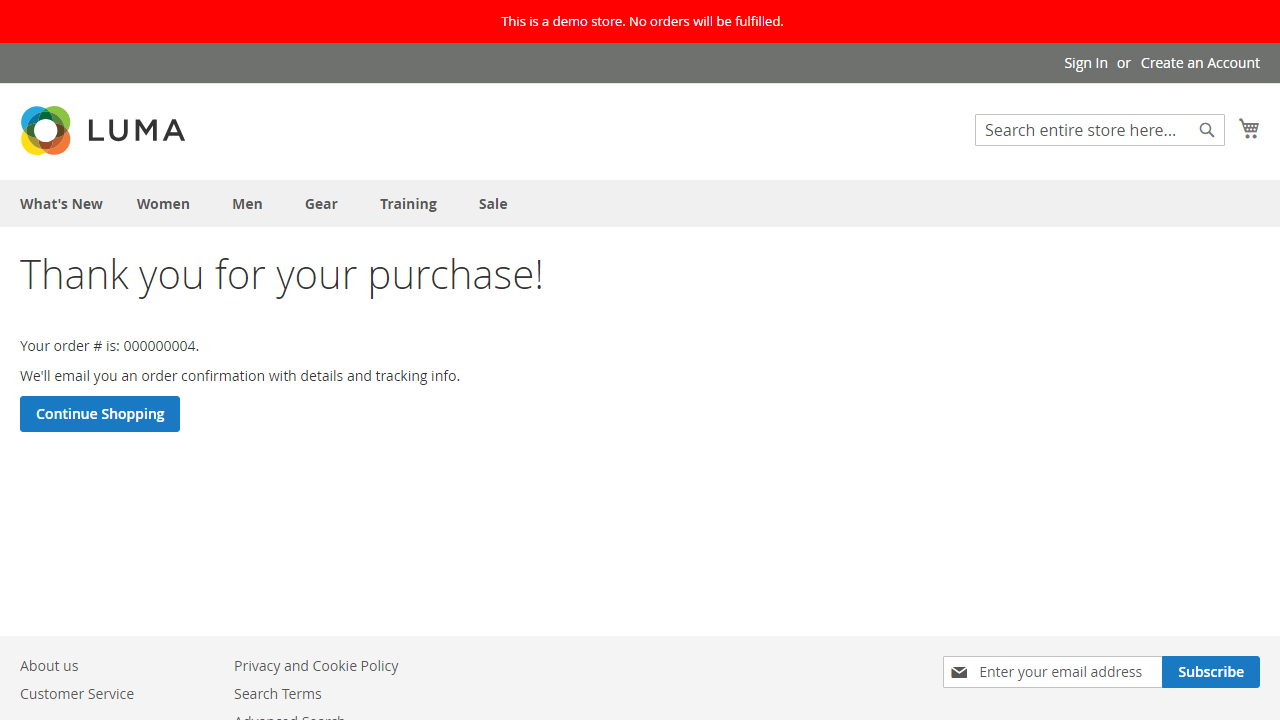 This is a demo store. No orders will be fulfilled.
Sign In or Create an Account
LUMA
Search entire store here...
What's New Women Men Gear Training Sale
Thank you for your purchase!
Your order # is: 000000004.
We'll email you an order confirmation with details and tracking info.
Continue Shopping
About us
Customer Service
Privacy and Cookie Policy
Search Terms
Advanced Search
Enter your email address
Subscribe